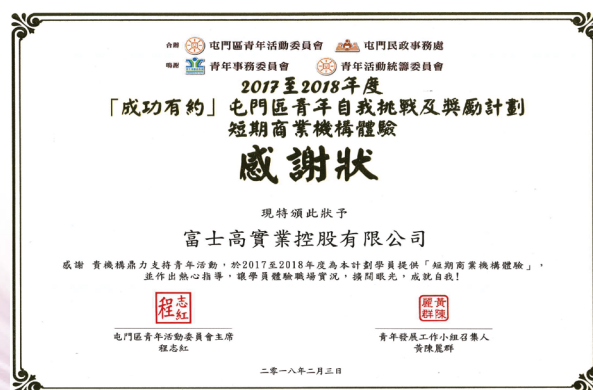 合辦 屯門區青年活動委員會 屯門民政事務處
鳴謝 青年事務委員會 青年活動統籌委員會
2017至2018年度
「成功有約」屯門區青年自我挑戰及獎勵計劃
短期商業機構體驗
感謝狀
現特頒此狀予
富士高實業控股有限公司
感謝 貴機構鼎力支持青年活動，於2017至2018年度為本計劃學員提供「短期商業機構體驗」，
並作出熱心指導，讓學員體驗職場實況，擴闊眼光，成就自我！
程志紅
黃陳麗群
屯門區青年活動委員會主席
程志紅
青年發展工作小組召集人
黃陳麗群
二零一八年二月三日